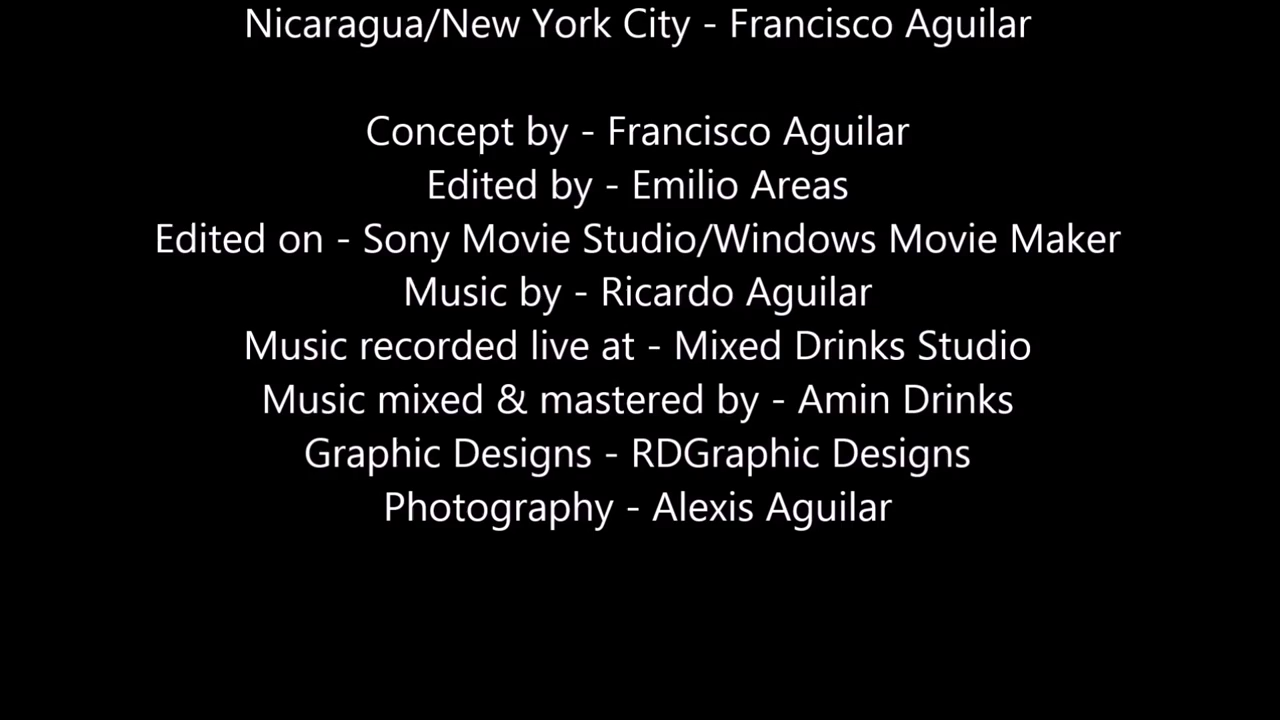 Nicaragua/New York City - Francisco Aguilar
Concept by - Francisco Aguilar
Edited by - Emilio Areas
Edited on - Sony Movie Studio/Windows Movie Maker
Music by - Ricardo Aguilar
Music recorded live at - Mixed Drinks Studio
Music mixed & mastered by - Amin Drinks
Graphic Designs - RDGraphic Designs
Photography - Alexis Aguilar